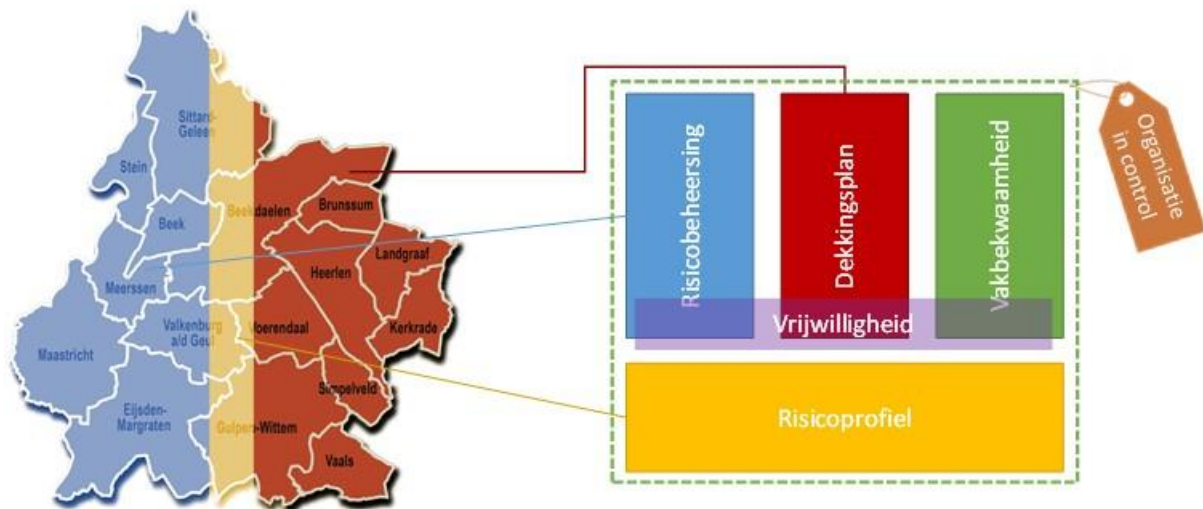 Sittard-
Geleen
Stein
Beek
Beekdaelen
Brunssum
Landgraaf
Heerlen
Meerssen
Valkenburg
a/d Geul
Voerendaal
Kerkrade
Maastricht
Simpelveld
Eijsden-
Margraten
Gulpen-Wittem
Vaals
Risicobeheersing
Dekkingsplan
Vakbekwaamheid
Vrijwilligheid
Risicoprofiel
Organisatie
in control